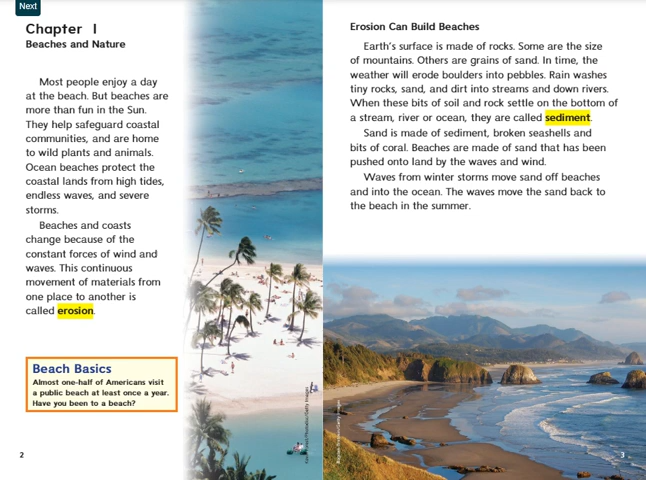 Next
Chapter 1
Beaches and Nature
Most people enjoy a day
at the beach. But beaches are
more than fun in the Sun.
They help safeguard coastal
communities, and are home
to wild plants and animals.
Ocean beaches protect the
coastal lands from high tides,
endless waves, and severe
storms.
Beaches and coasts
change because of the
constant forces of wind and
waves. This continuous
movement of materials from
one place to another is
called erosion.
Beach Basics
Almost one-half of Americans visit
a public beach at least once a year.
Have you been to a beach?
2
Erosion Can Build Beaches
Earth's surface is made of rocks. Some are the size
of mountains. Others are grains of sand. In time, the
weather will erode boulders into pebbles. Rain washes
tiny rocks, sand, and dirt into streams and down rivers.
When these bits of soil and rock settle on the bottom of
a stream, river or ocean, they are called sediment.
Sand is made of sediment, broken seashells and
bits of coral. Beaches are made of sand that has been
pushed onto land by the waves and wind.
Waves from winter storms move sand off beaches
and into the ocean. The waves move the sand back to
the beach in the summer.
3